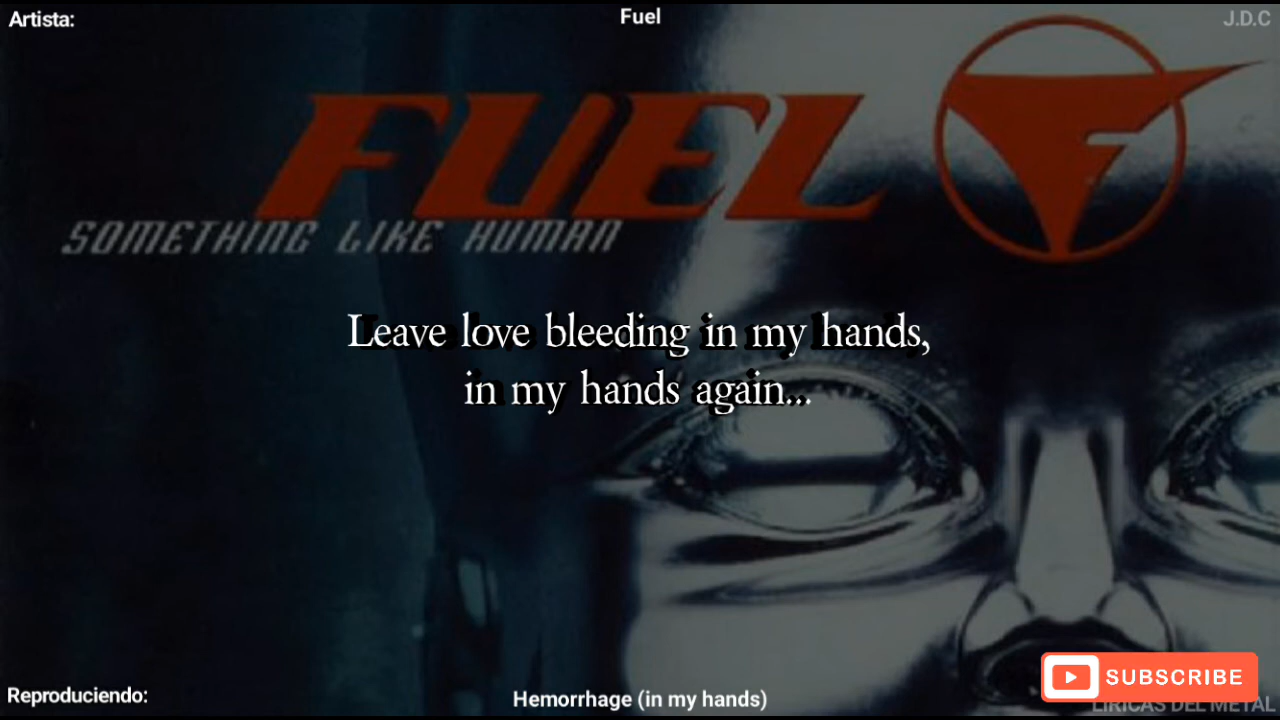 Artista:
Fuel
J.D.C
FUEL
F
SOMETHING LIKE HUMAN
Leave love bleeding in my hands,
in my hands again...
SUBSCRIBE
Reproduciendo:
Hemorrhage (in my hands)
LIRICAS DEL METAL